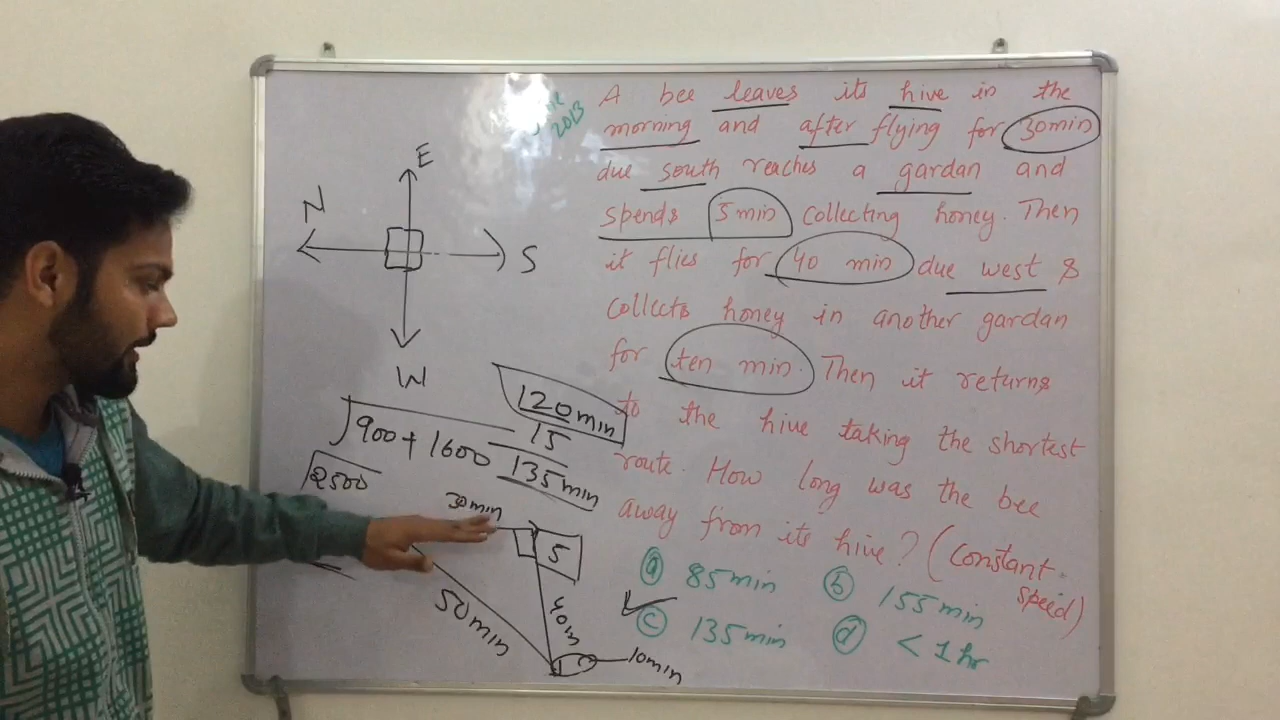 A bee leaves its hive in the
morning and after flying for 30min
due south reaches a gardan and
spends 5min collecting honey. Then
it flies for 40 min due west &
collects honey in another gardan
for ten min. Then it returns
to the hive taking the shortest
route. How long was the bee
away from its hive? (Constant
speed)
a 85min b 155min
c 135min d <1hr
2013
E
N
S
W
120min
15
135min
√900+1600
√2500
30min
5
50min
40m
10min